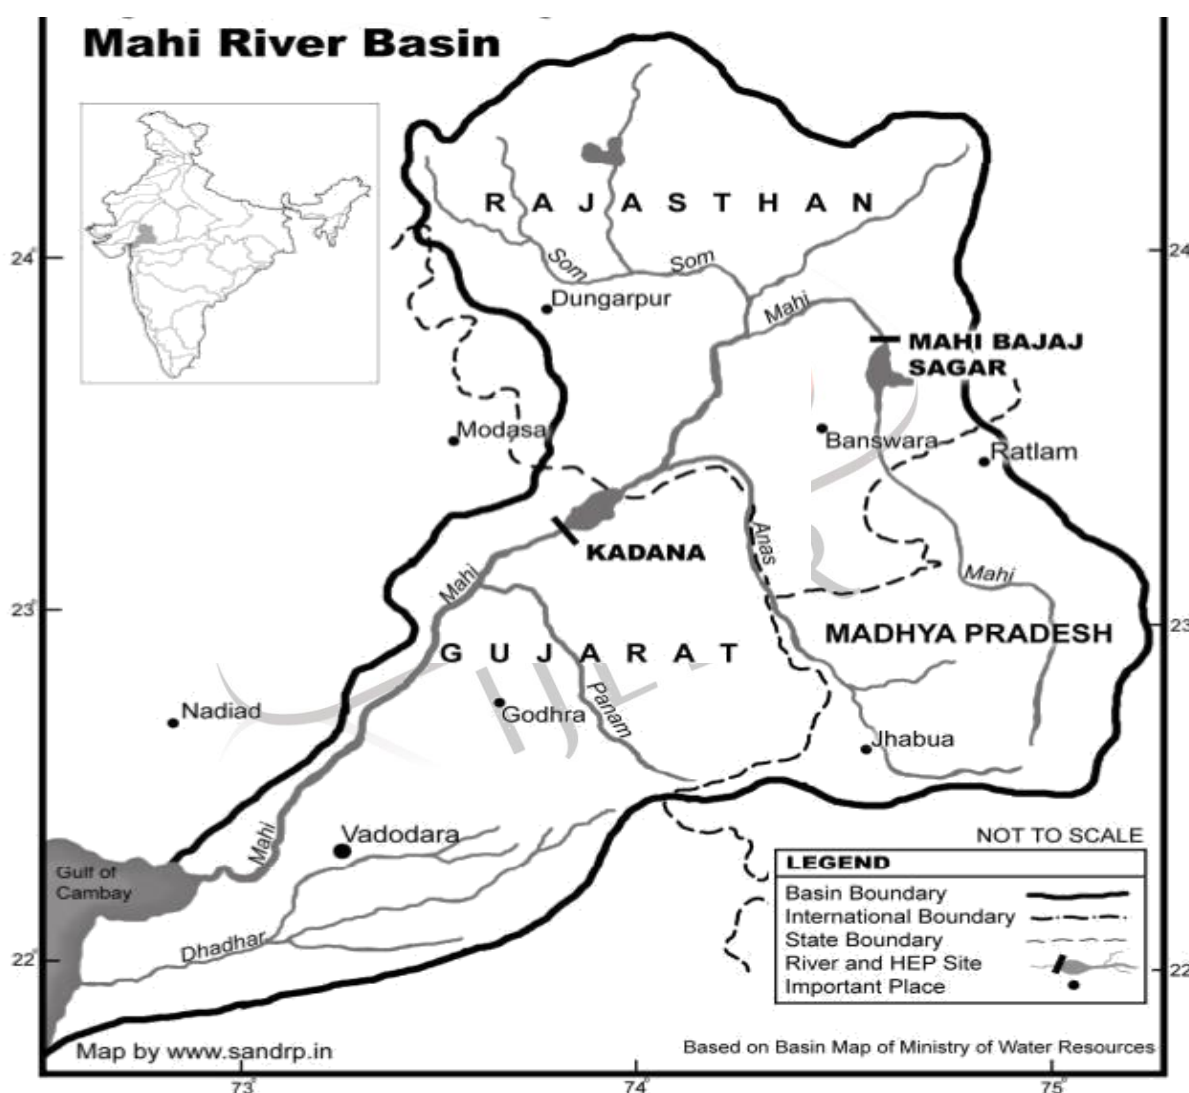 Mahi River Basin
RAJASTHAN
24°
24
Som
Som
Dungarpur
Mahi
MAHI BAJAJ
SAGAR
Modasa
Banswara
Ratlam
Anas
KADANA
Mahi
Mahi
23°
23
MADHYA PRADESH
GUJARAT
Panam
Nadiad
Godhra
Jhabua
Mahi
Vadodara
Gulf of
Cambay
Dhadhar
NOT TO SCALE
LEGEND
Basin Boundary
International Boundary
State Boundary
River and HEP Site
Important Place
22°
22
Map by www.sandrp.in
Based on Basin Map of Ministry of Water Resources
73°
74°
75°